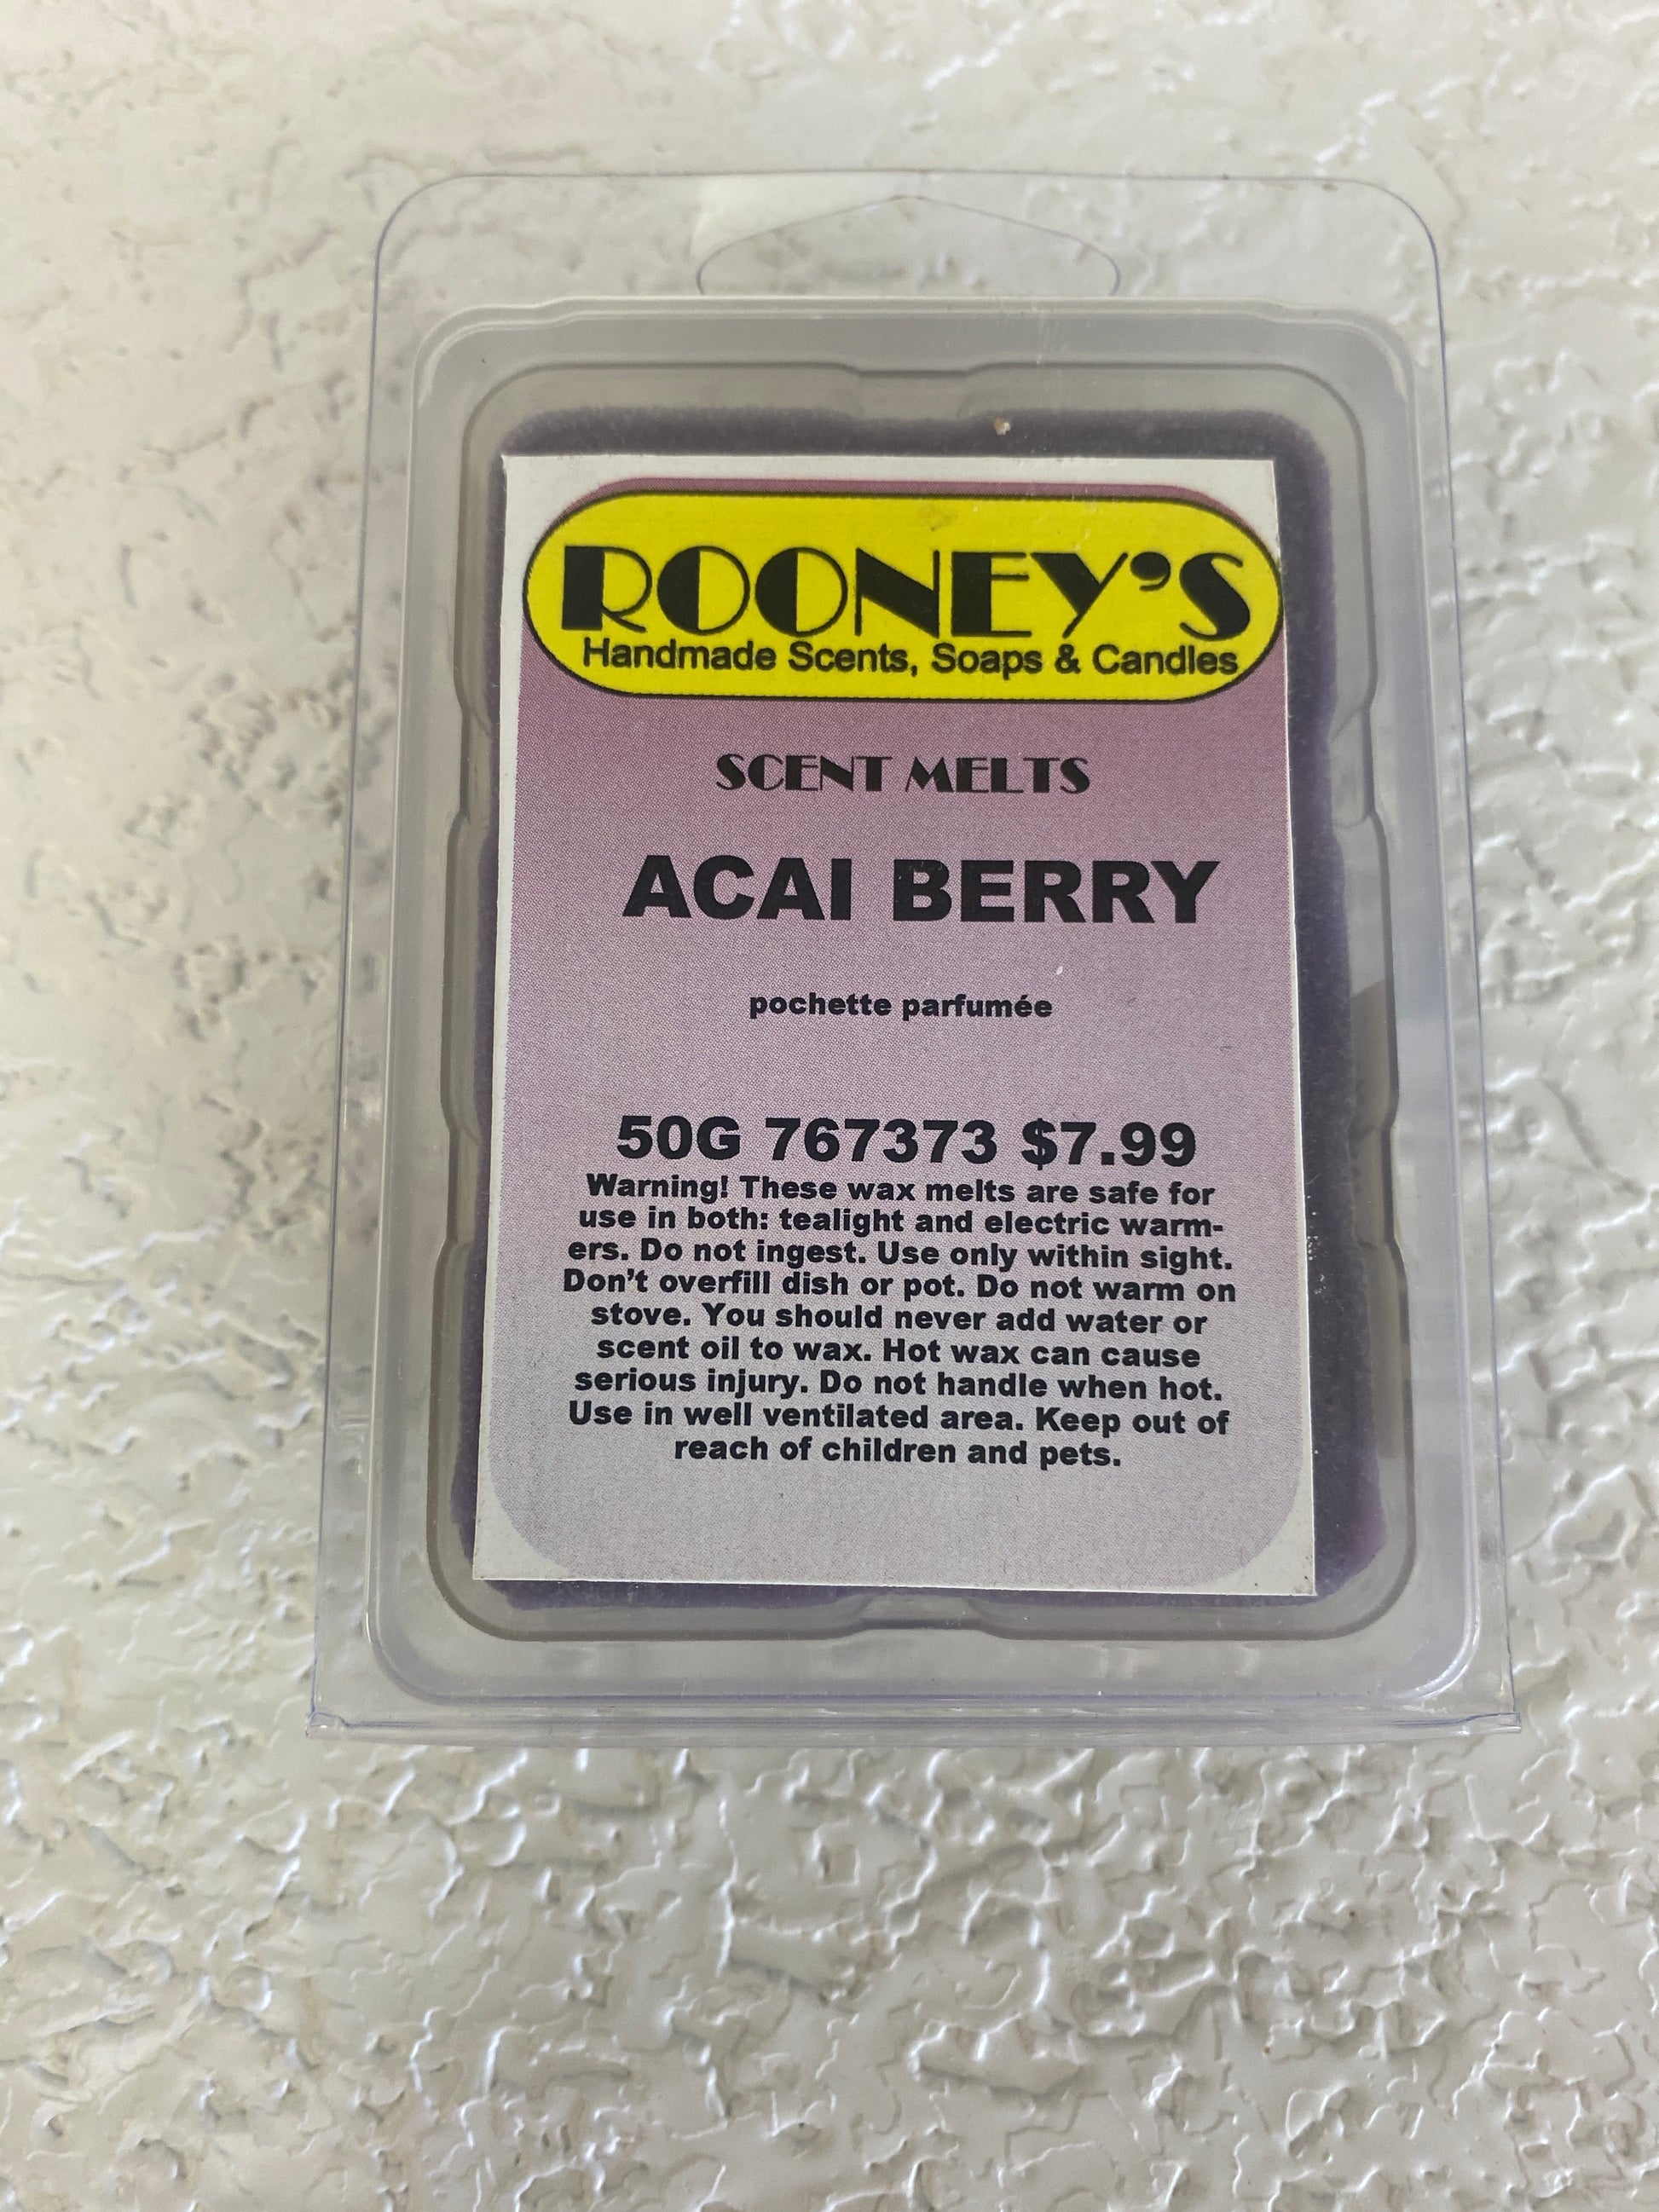 ROONEY'S
Handmade Scents, Soaps & Candles
SCENT MELTS
ACAI BERRY
pochette parfumée
50G 767373 $7.99
Warning! These wax melts are safe for
use in both: tealight and electric warm-
ers. Do not ingest. Use only within sight.
Don't overfill dish or pot. Do not warm on
stove. You should never add water or
scent oil to wax. Hot wax can cause
serious injury. Do not handle when hot.
Use in well ventilated area. Keep out of
reach of children and pets.